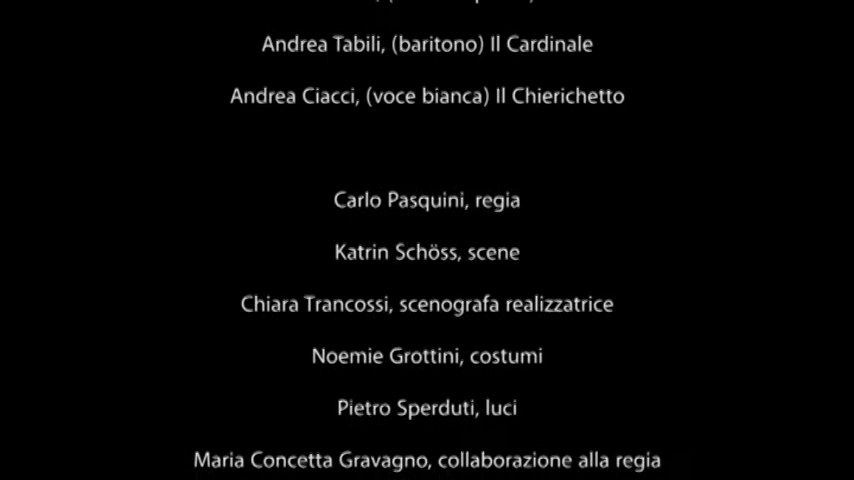 Andrea Tabili, (baritono) Il Cardinale
Andrea Ciacci, (voce bianca) Il Chierichetto
Carlo Pasquini, regia
Katrin Schöss, scene
Chiara Trancossi, scenografa realizzatrice
Noemie Grottini, costumi
Pietro Sperduti, luci
Maria Concetta Gravagno, collaborazione alla regia